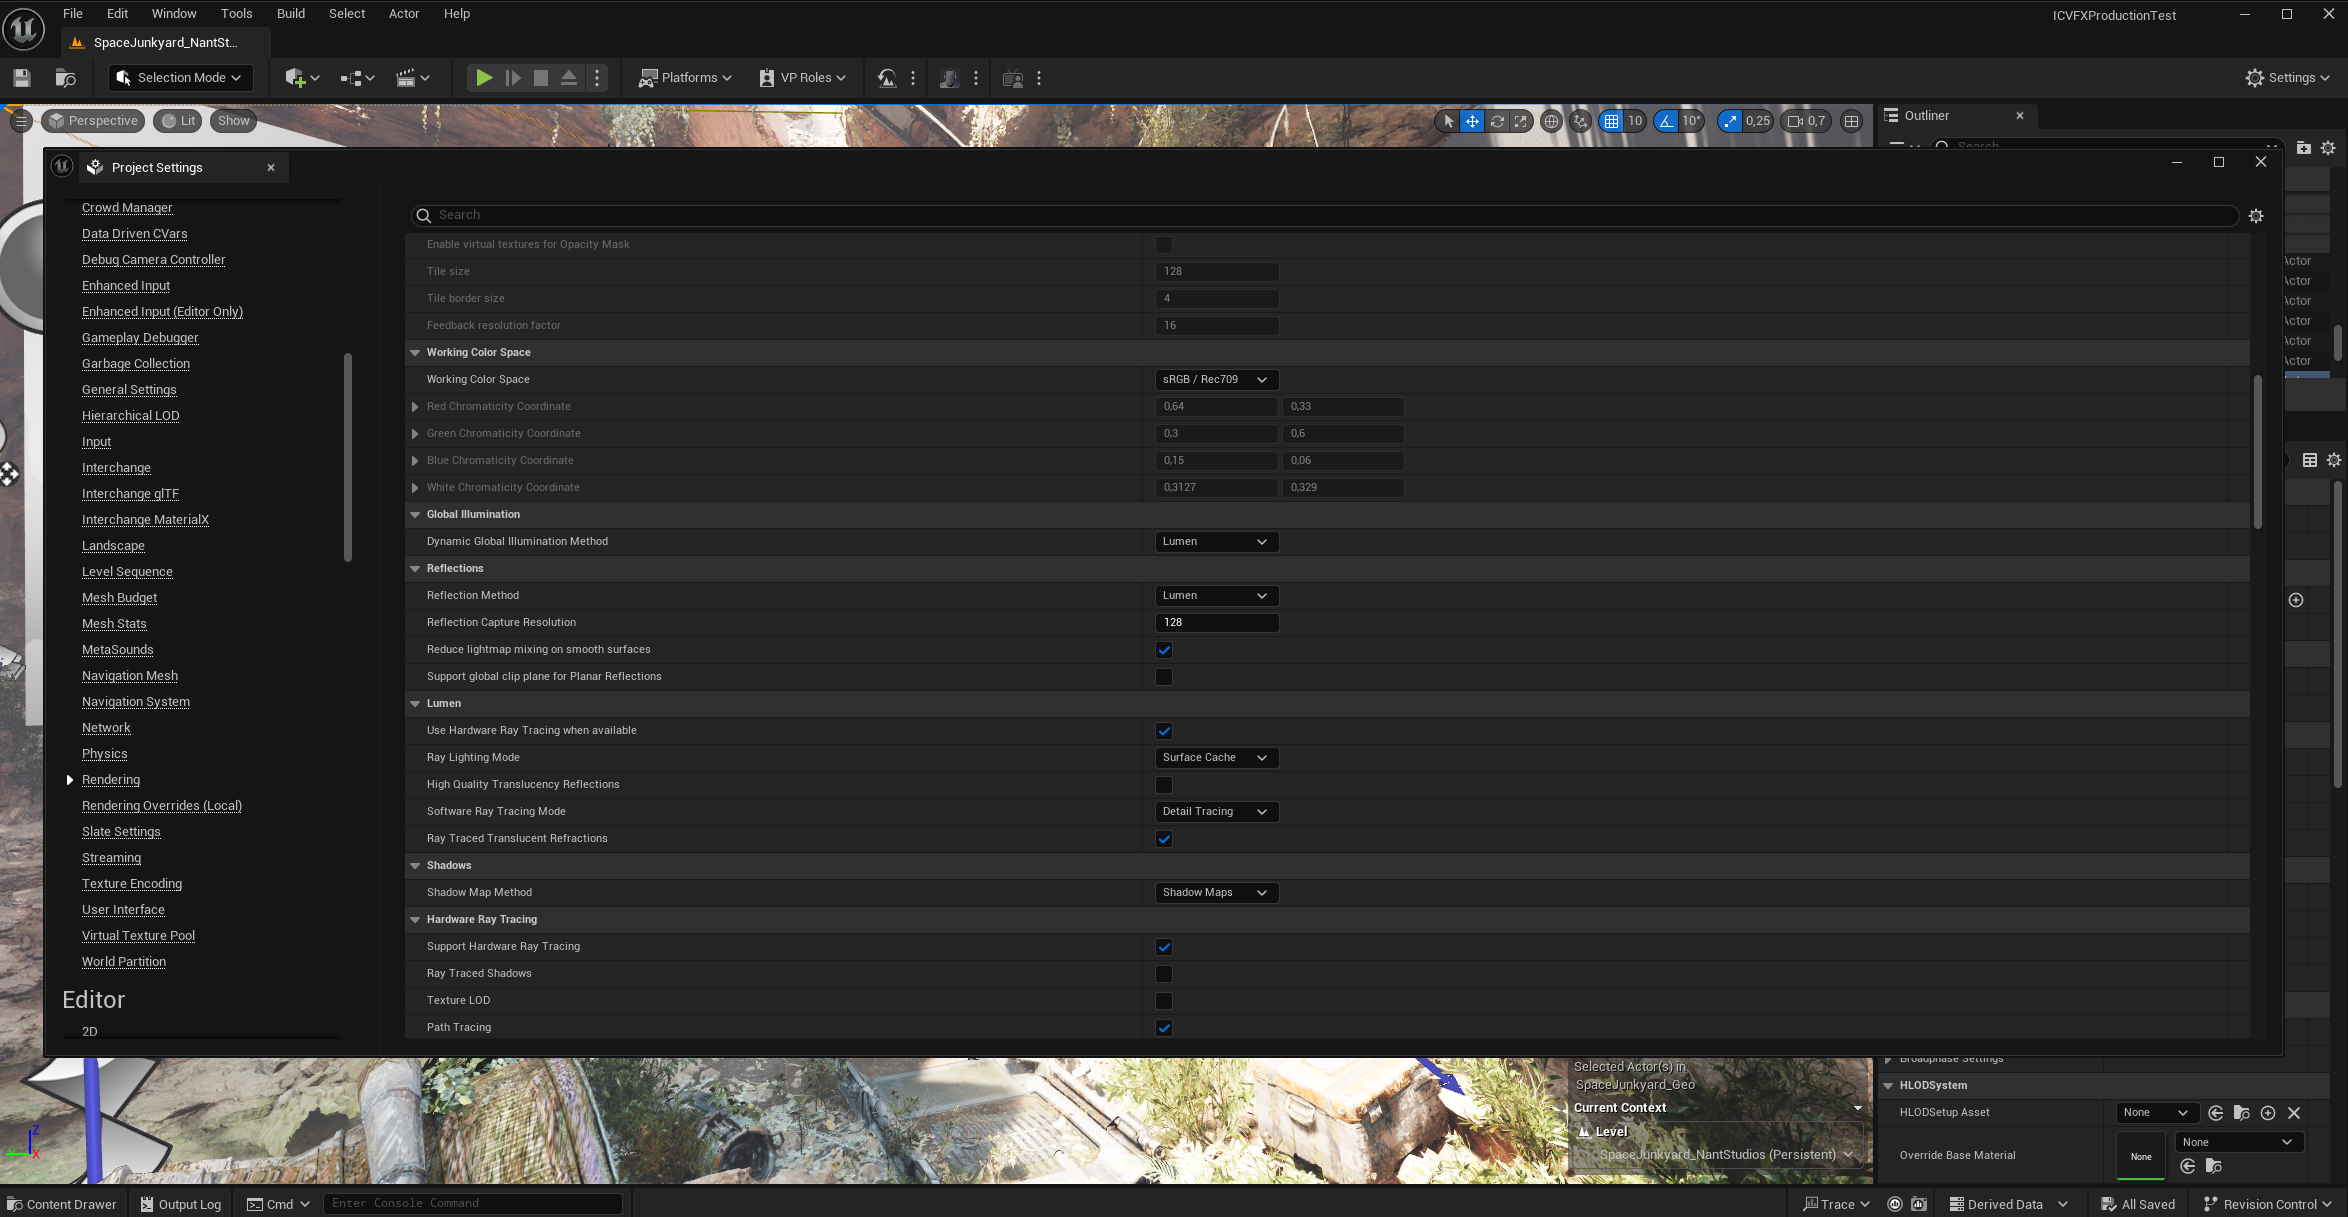 File Edit Window Tools Build Select Actor Help
ICVFXProductionTest
SpaceJunkyard_NantSt...
Selection Mode
Platforms
VP Roles
Settings
Perspective
Lit
Show
10
10°
0,25
0,7
Outliner
Search
Project Settings
Crowd Manager
Data Driven CVars
Debug Camera Controller
Enhanced Input
Enhanced Input (Editor Only)
Gameplay Debugger
Garbage Collection
General Settings
Hierarchical LOD
Input
Interchange
Interchange glTF
Interchange MaterialX
Landscape
Level Sequence
Mesh Budget
Mesh Stats
MetaSounds
Navigation Mesh
Navigation System
Network
Physics
Rendering
Rendering Overrides (Local)
Slate Settings
Streaming
Texture Encoding
User Interface
Virtual Texture Pool
World Partition
Editor
2D
Search
Enable virtual textures for Opacity Mask
Tile size 128
Tile border size 4
Feedback resolution factor 16
Working Color Space
Working Color Space sRGB / Rec709
Red Chromaticity Coordinate 0,64 0,33
Green Chromaticity Coordinate 0,3 0,6
Blue Chromaticity Coordinate 0,15 0,06
White Chromaticity Coordinate 0,3127 0,329
Global Illumination
Dynamic Global Illumination Method Lumen
Reflections
Reflection Method Lumen
Reflection Capture Resolution 128
Reduce lightmap mixing on smooth surfaces
Support global clip plane for Planar Reflections
Lumen
Use Hardware Ray Tracing when available
Ray Lighting Mode Surface Cache
High Quality Translucency Reflections
Software Ray Tracing Mode Detail Tracing
Ray Traced Translucent Refractions
Shadows
Shadow Map Method Shadow Maps
Hardware Ray Tracing
Support Hardware Ray Tracing
Ray Traced Shadows
Texture LOD
Path Tracing
Actor
Actor
Actor
Actor
Actor
Actor
Selected Actor(s) in
SpaceJunkyard_Geo
Current Context
Level
SpaceJunkyard_NantStudios (Persistent)
Broadphase Settings
HLODSystem
HLODSetup Asset None
Override Base Material None None
Z
X
Content Drawer
Output Log
Cmd
Enter Console Command
Trace
Derived Data
All Saved
Revision Control